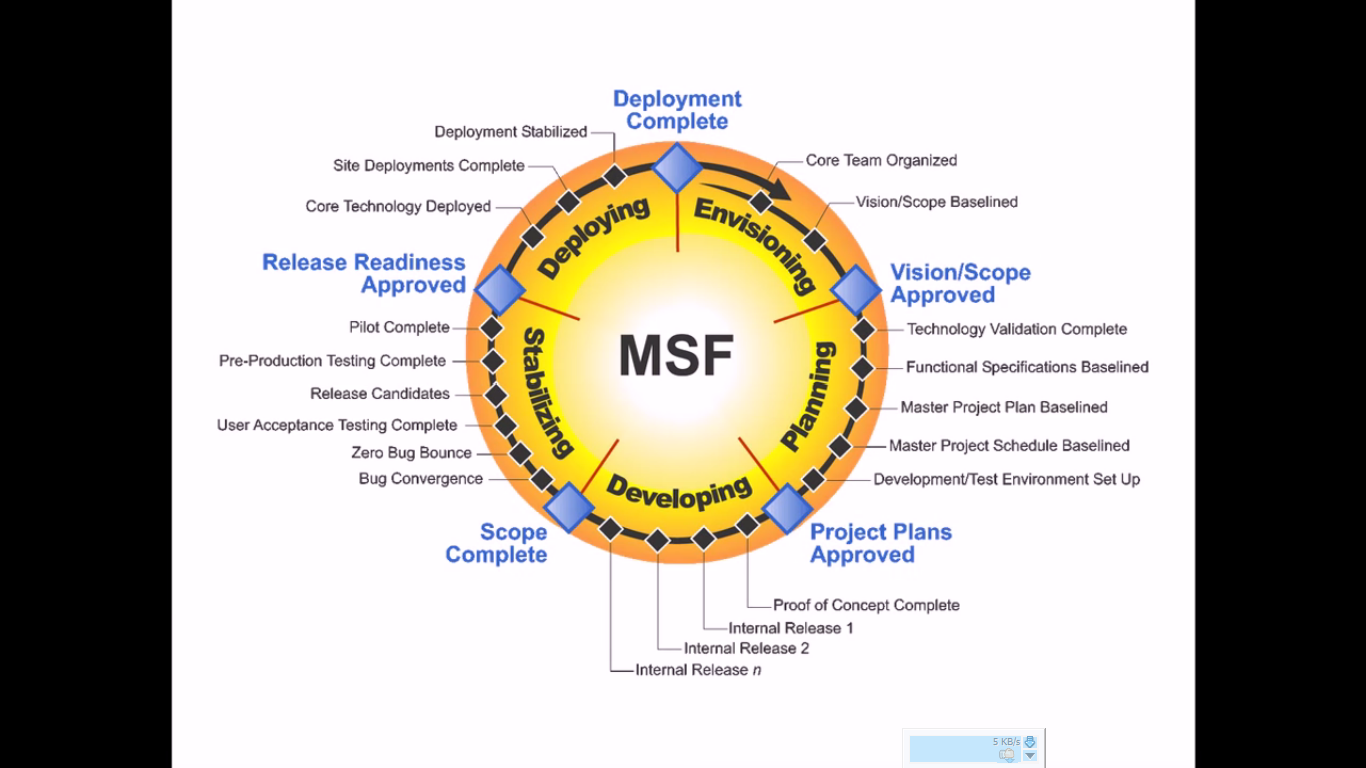 Deployment
Complete
Deployment Stabilized
Site Deployments Complete
Core Technology Deployed
Core Team Organized
Vision/Scope Baselined
Deploying
Envisioning
Release Readiness
Approved
Vision/Scope
Approved
Pilot Complete
Pre-Production Testing Complete
Release Candidates
User Acceptance Testing Complete
Zero Bug Bounce
Bug Convergence
Stabilizing
MSF
Planning
Technology Validation Complete
Functional Specifications Baselined
Master Project Plan Baselined
Master Project Schedule Baselined
Development/Test Environment Set Up
Developing
Scope
Complete
Project Plans
Approved
Proof of Concept Complete
Internal Release 1
Internal Release 2
Internal Release n
5 KB/s